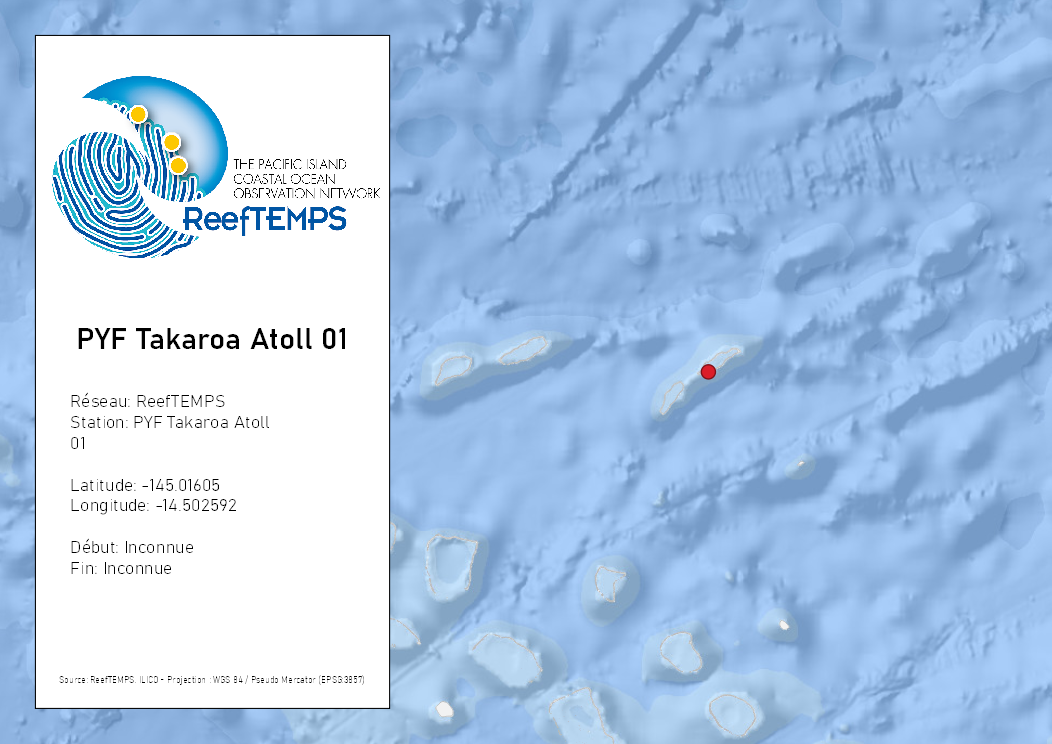 THE PACIFIC ISLAND
COASTAL OCEAN
OBSERVATION NETWORK
ReefTEMPS
PYF Takaroa Atoll 01
Réseau: ReefTEMPS
Station: PYF Takaroa Atoll
01
Latitude: -145.01605
Longitude: -14.502592
Début: Inconnue
Fin: Inconnue
Source: ReefTEMPS, ILICO - Projection : WGS 84 / Pseudo Mercator (EPSG:3857)